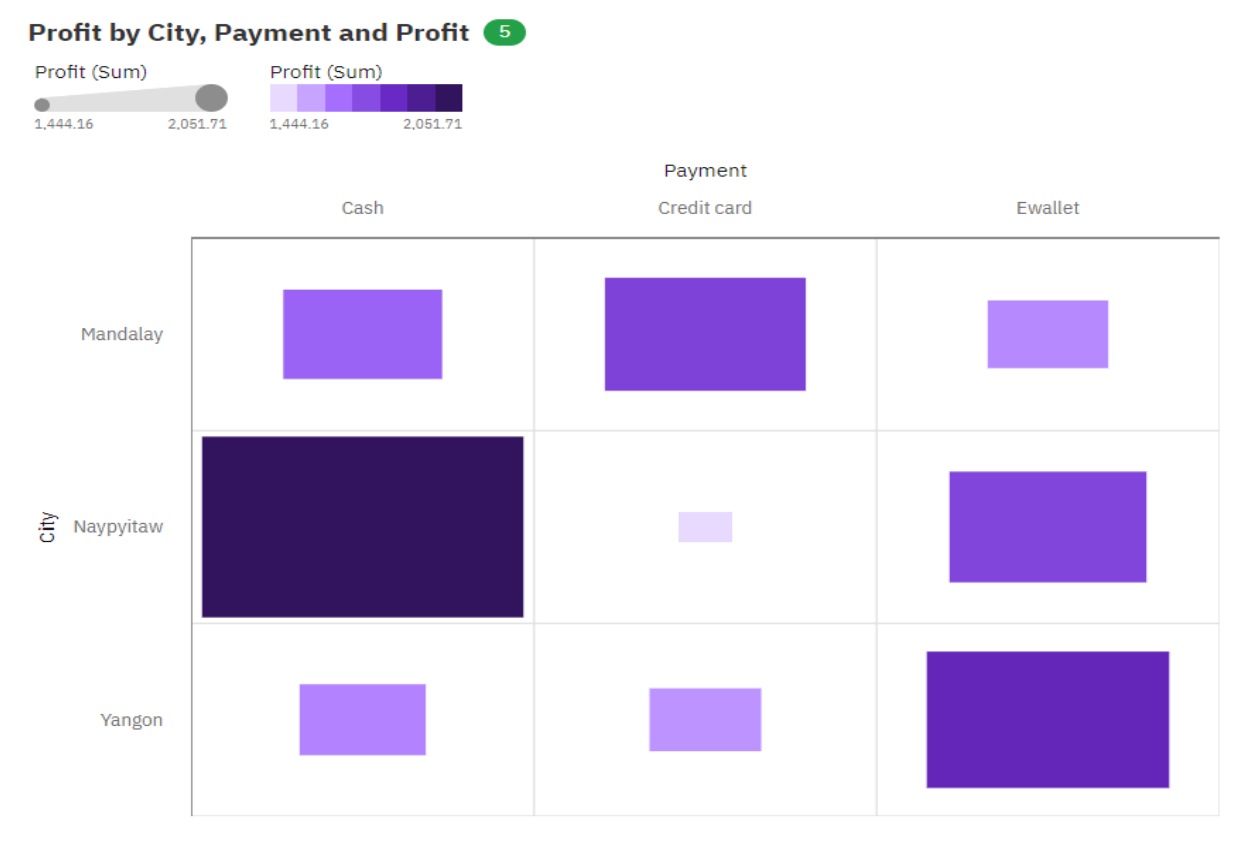 Profit by City, Payment and Profit 5
Profit (Sum) Profit (Sum)
1,444.16 2,051.71 1,444.16 2,051.71
Payment
Cash Credit card Ewallet
Mandalay
City Naypyitaw
Yangon